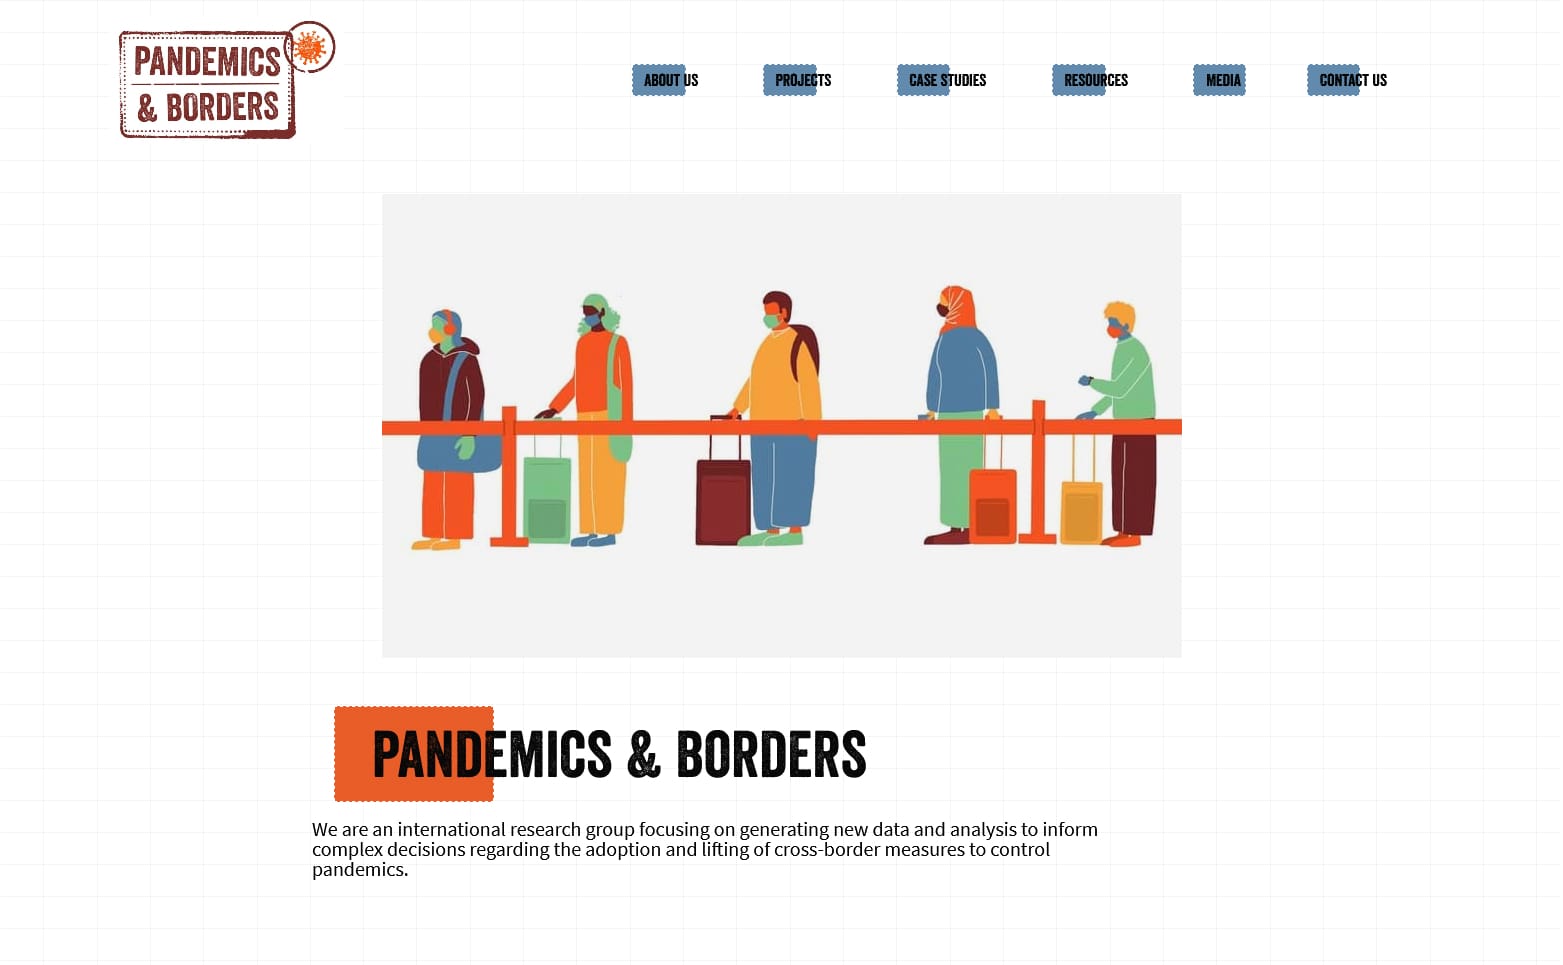 PANDEMICS
& BORDERS
ABOUT US
PROJECTS
CASE STUDIES
RESOURCES
MEDIA
CONTACT US
PANDEMICS & BORDERS
We are an international research group focusing on generating new data and analysis to inform
complex decisions regarding the adoption and lifting of cross-border measures to control
pandemics.